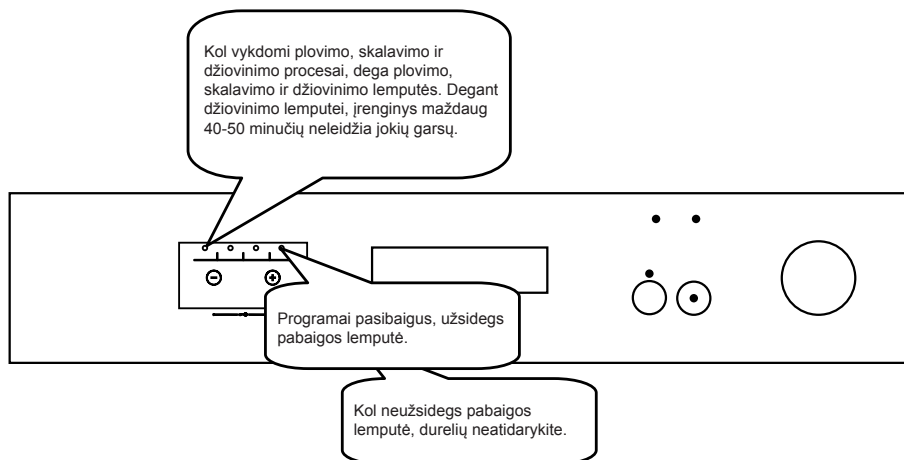 Kol vykdomi plovimo, skalavimo ir
džiovinimo procesai, dega plovimo,
skalavimo ir džiovinimo lemputės. Degant
džiovinimo lemputei, įrenginys maždaug
40-50 minučių neleidžia jokių garsų.
Programai pasibaigus, užsidegs
pabaigos lemputė.
Kol neužsidegs pabaigos
lemputė, durelių neatidarykite.